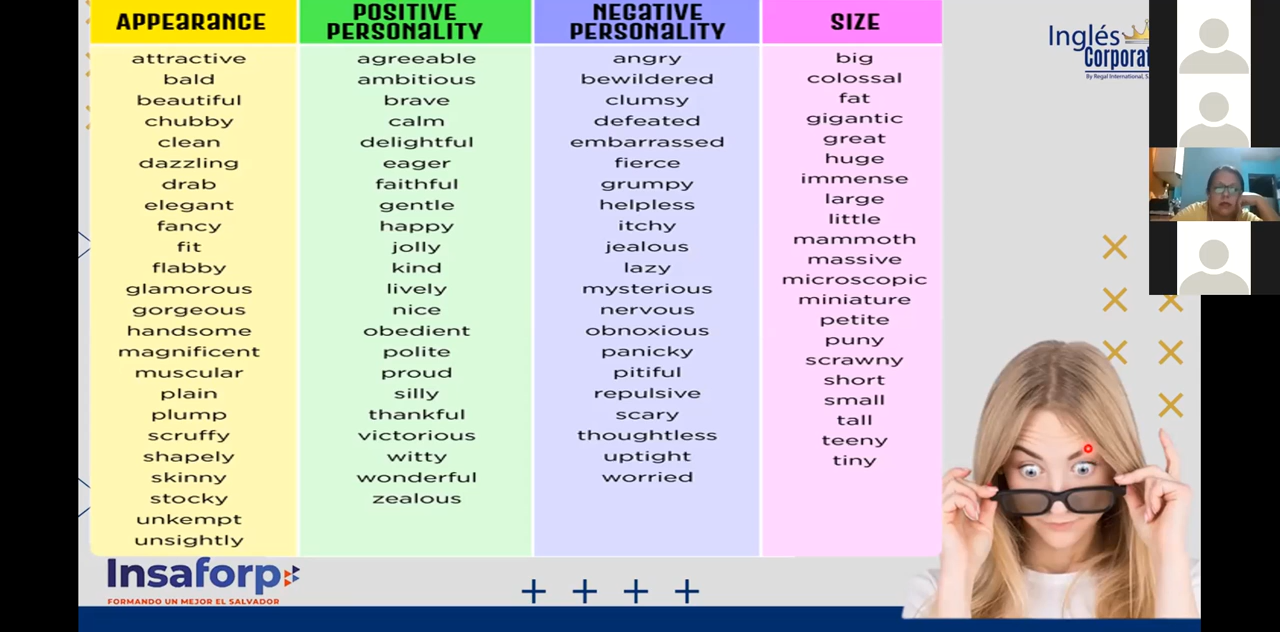 APPEARANCE
attractive
bald
beautiful
chubby
clean
dazzling
drab
elegant
fancy
fit
flabby
glamorous
gorgeous
handsome
magnificent
muscular
plain
plump
scruffy
shapely
skinny
stocky
unkempt
unsightly
POSITIVE
PERSONALITY
agreeable
ambitious
brave
calm
delightful
eager
faithful
gentle
happy
jolly
kind
lively
nice
obedient
polite
proud
silly
thankful
victorious
witty
wonderful
zealous
NEGATIVE
PERSONALITY
angry
bewildered
clumsy
defeated
embarrassed
fierce
grumpy
helpless
itchy
jealous
lazy
mysterious
nervous
obnoxious
panicky
pitiful
repulsive
scary
thoughtless
uptight
worried
SIZE
big
colossal
fat
gigantic
great
huge
immense
large
little
mammoth
massive
microscopic
miniature
petite
puny
scrawny
short
small
tall
teeny
tiny
Inglés
Corporat
By Regal International, S.
Insaforp
FORMANDO UN MEJOR EL SALVADOR